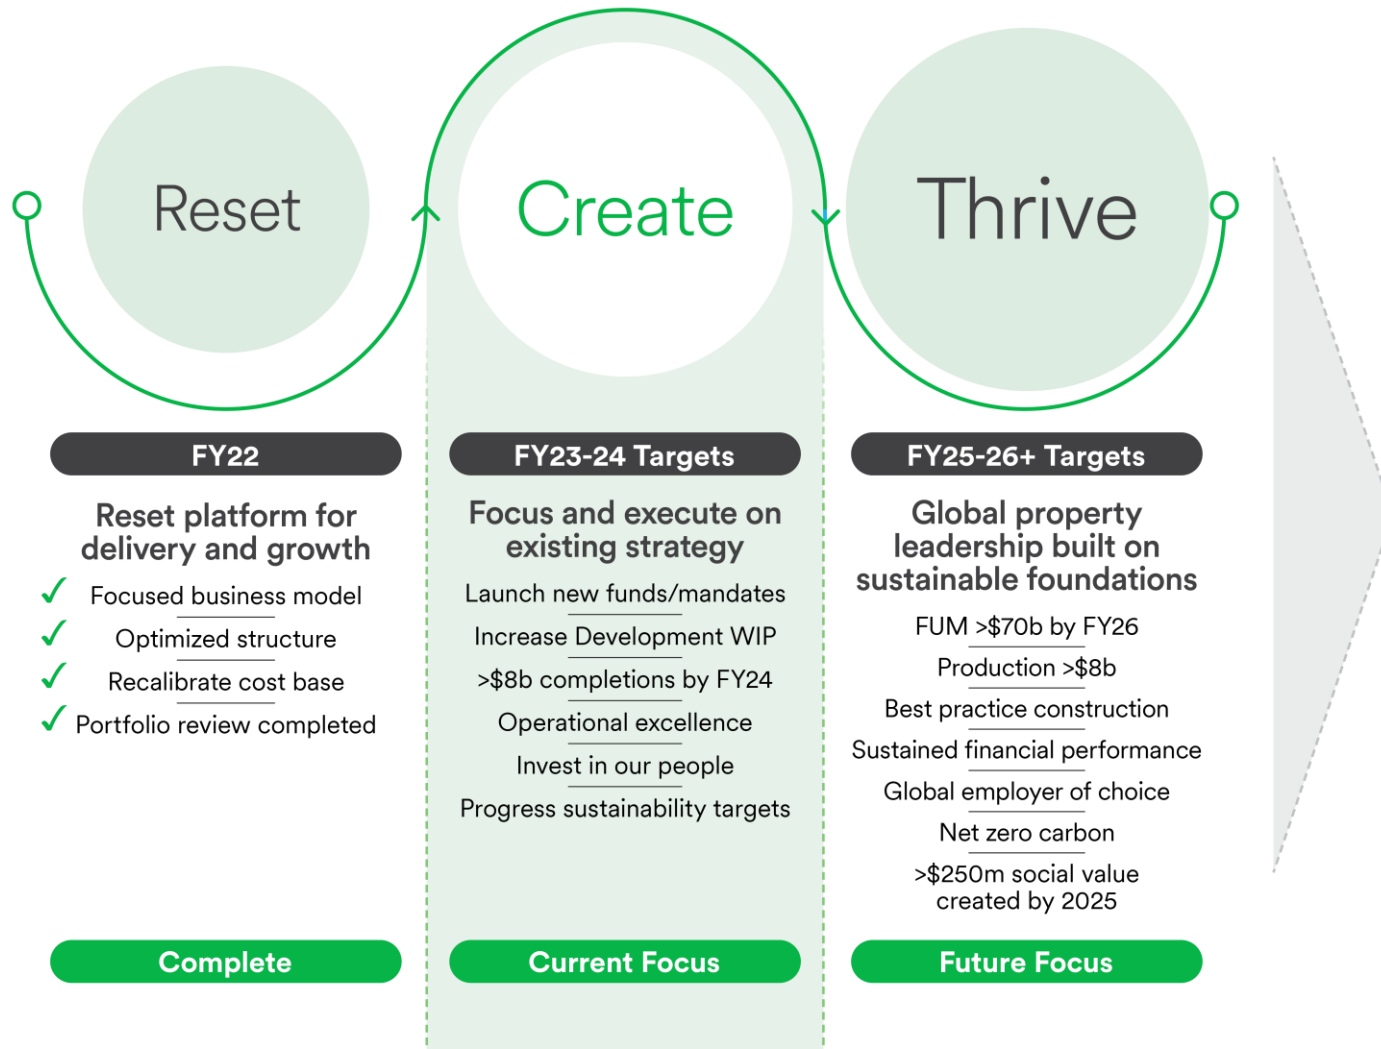 Reset
FY22
Reset platform for
delivery and growth
Focused business model
Optimized structure
Recalibrate cost base
Portfolio review completed
Complete
Create
FY23-24 Targets
Focus and execute on
existing strategy
Launch new funds/mandates
Increase Development WIP
>$8b completions by FY24
Operational excellence
Invest in our people
Progress sustainability targets
Current Focus
Thrive
FY25-26+ Targets
Global property
leadership built on
sustainable foundations
FUM >$70b by FY26
Production >$8b
Best practice construction
Sustained financial performance
Global employer of choice
Net zero carbon
>$250m social value
created by 2025
Future Focus